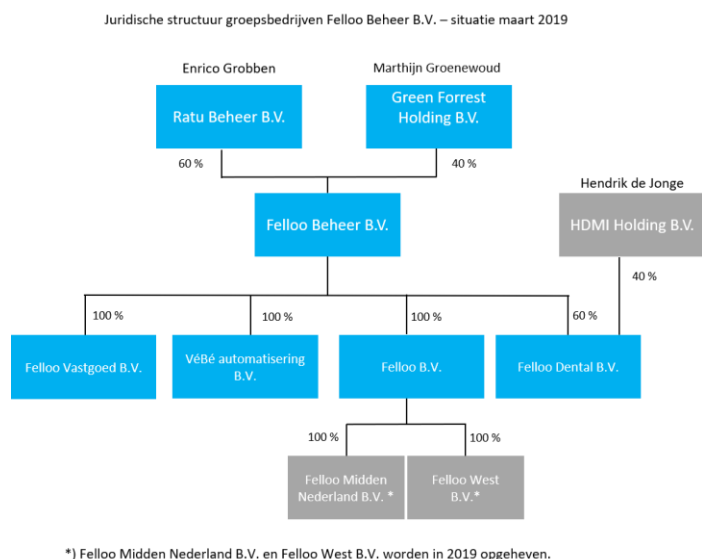 Juridische structuur groepsbedrijven Felloo Beheer B.V. – situatie maart 2019
Enrico Grobben
Marthijn Groenewoud
Ratu Beheer B.V.
Green Forrest
Holding B.V.
60 %
40 %
Hendrik de Jonge
Felloo Beheer B.V.
HDMI Holding B.V.
40 %
100 %
100 %
100 %
60 %
Felloo Vastgoed B.V.
VéBé automatisering
B.V.
Felloo B.V.
Felloo Dental B.V.
100 %
100 %
Felloo Midden
Nederland B.V. *
Felloo West
B.V.*
*) Felloo Midden Nederland B.V. en Felloo West B.V. worden in 2019 opgeheven.